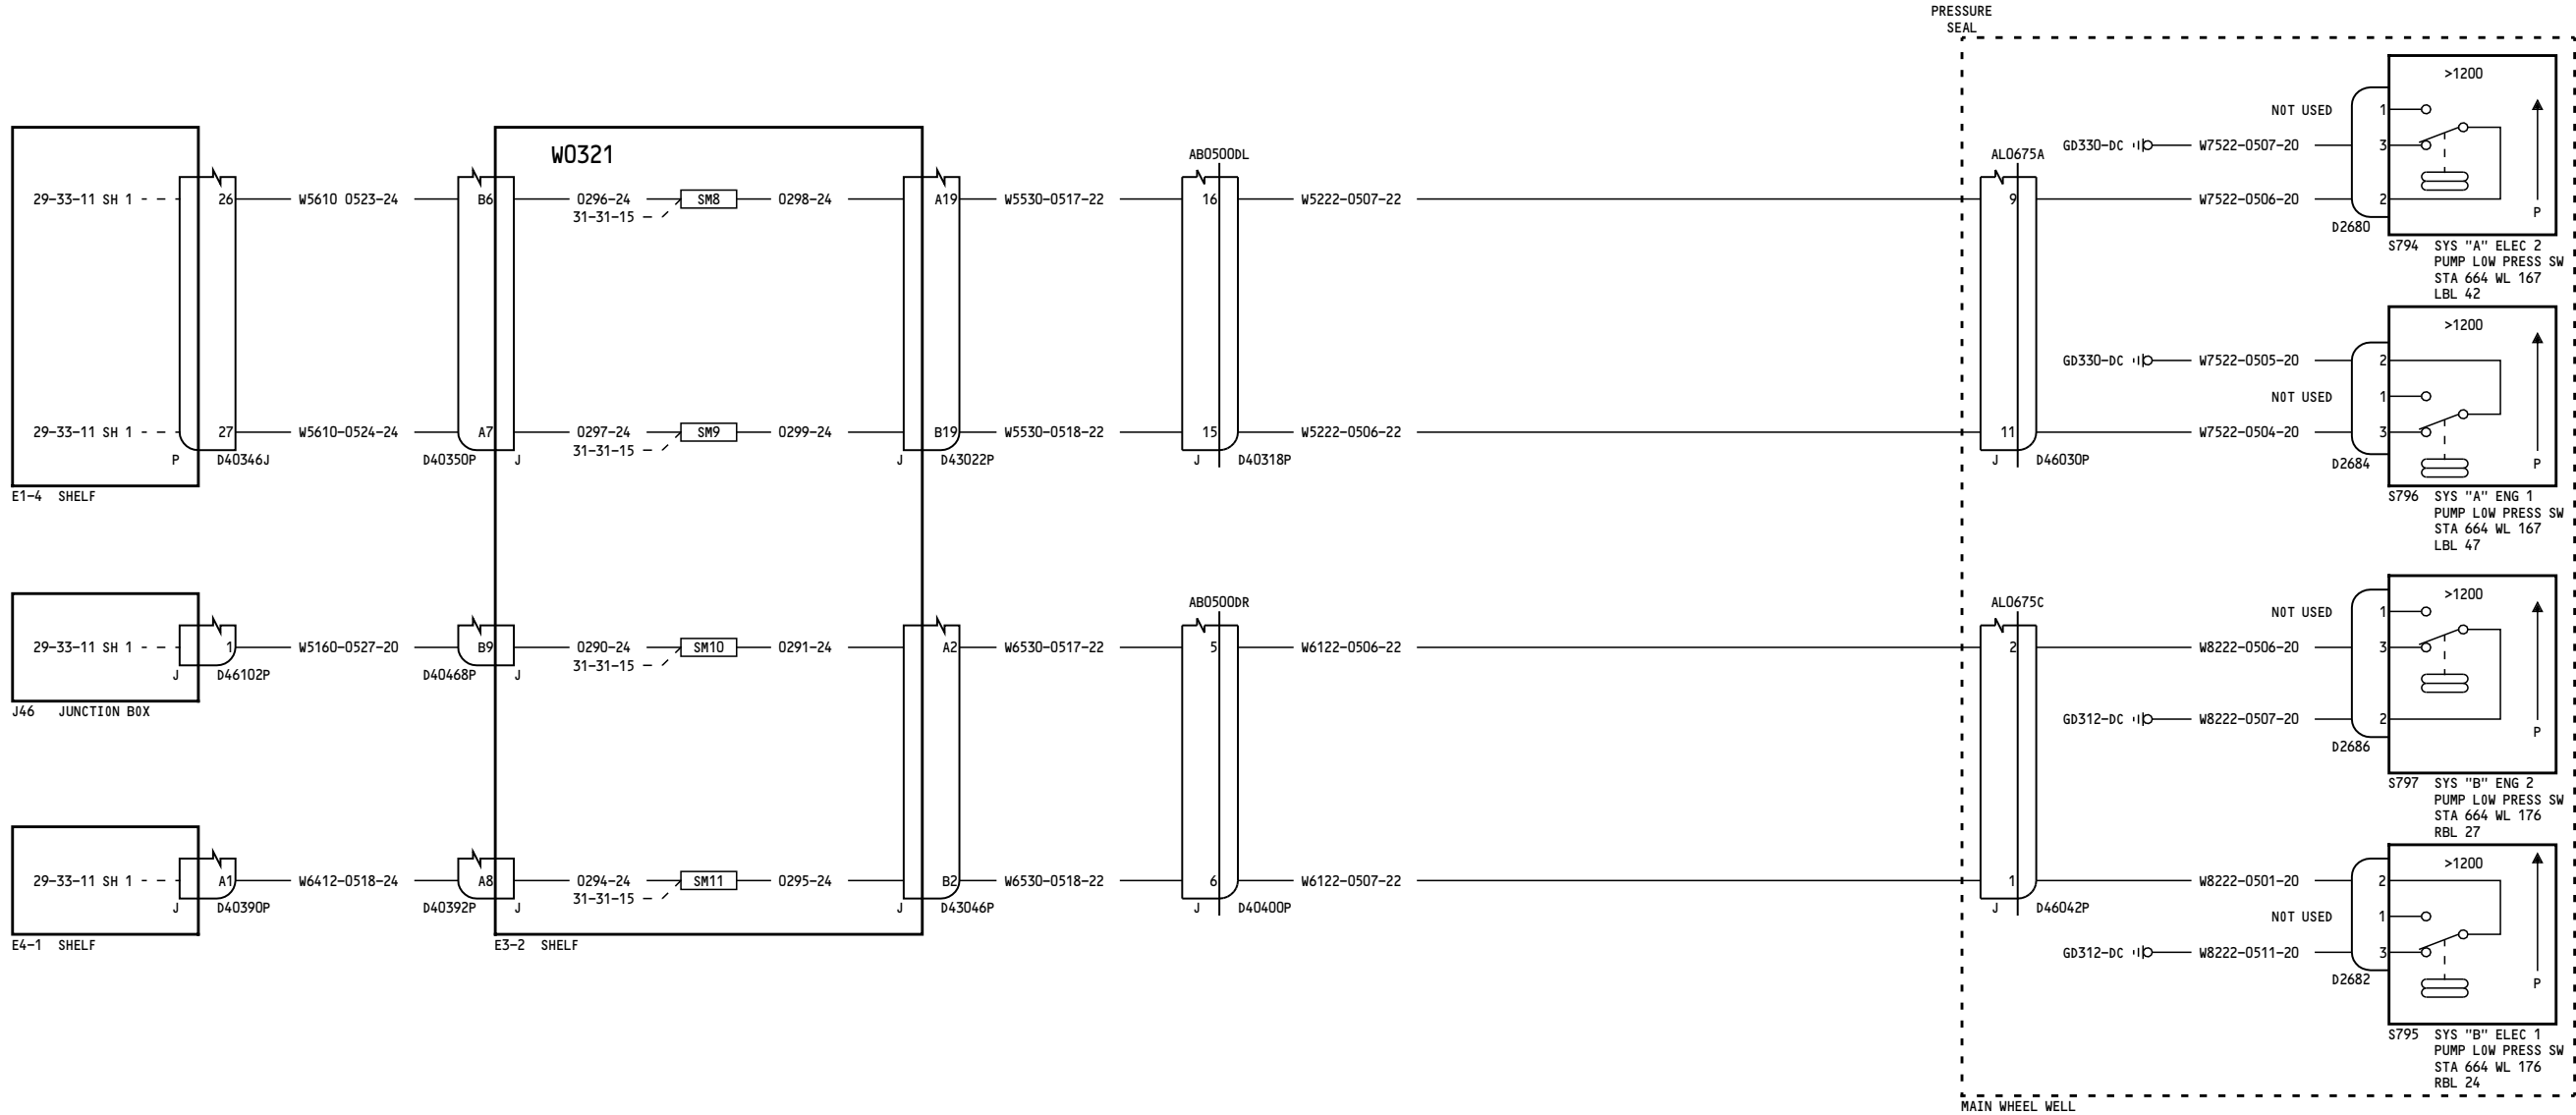 PRESSURE
SEAL
>1200
NOT USED 1
GD330-DC W7522-0507-20 3
W0321
AB0500DL AL0675A
29-33-11 SH 1 26 W5610 0523-24 B6 0296-24 SM8 0298-24 A19 W5530-0517-22 16 W5222-0507-22 9 W7522-0506-20 2
31-31-15
P
D2680
S794 SYS "A" ELEC 2
PUMP LOW PRESS SW
STA 664 WL 167
LBL 42
>1200
GD330-DC W7522-0505-20 2
NOT USED 1
29-33-11 SH 1 27 W5610-0524-24 A7 0297-24 SM9 0299-24 B19 W5530-0518-22 15 W5222-0506-22 11 W7522-0504-20 3
31-31-15
P D40346J D40350P J J D43022P J D40318P J D46030P D2684 P
E1-4 SHELF
S796 SYS "A" ENG 1
PUMP LOW PRESS SW
STA 664 WL 167
LBL 47
>1200
AB0500DR AL0675C
NOT USED 1
29-33-11 SH 1 1 W5160-0527-20 B9 0290-24 SM10 0291-24 A2 W6530-0517-22 5 W6122-0506-22 2 W8222-0506-20 3
31-31-15
J D46102P D40468P J
J46 JUNCTION BOX
GD312-DC W8222-0507-20 2
P
D2686
S797 SYS "B" ENG 2
PUMP LOW PRESS SW
STA 664 WL 176
RBL 27
>1200
29-33-11 SH 1 A1 W6412-0518-24 A8 0294-24 SM11 0295-24 B2 W6530-0518-22 6 W6122-0507-22 1 W8222-0501-20 2
31-31-15
J D40390P D40392P J J D43046P J D40400P J D46042P
NOT USED 1
E4-1 SHELF E3-2 SHELF
GD312-DC W8222-0511-20 3
D2682 P
S795 SYS "B" ELEC 1
PUMP LOW PRESS SW
STA 664 WL 176
RBL 24
MAIN WHEEL WELL